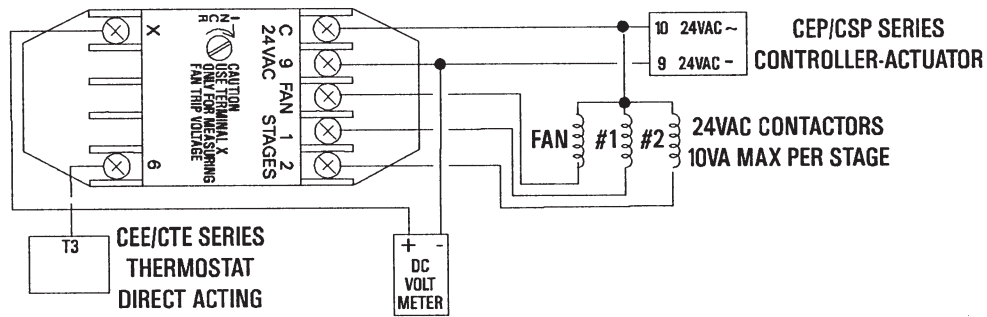 X
6
INCR
CAUTION
USE TERMINAL X
ONLY FOR MEASURING
FAN TRIP VOLTAGE
C 9 FAN 1 2
24VAC STAGES
10 24VAC ~
9 24VAC -
CEP/CSP SERIES
CONTROLLER-ACTUATOR
FAN #1 #2
24VAC CONTACTORS
10VA MAX PER STAGE
T3
CEE/CTE SERIES
THERMOSTAT
DIRECT ACTING
+ -
DC
VOLT
METER